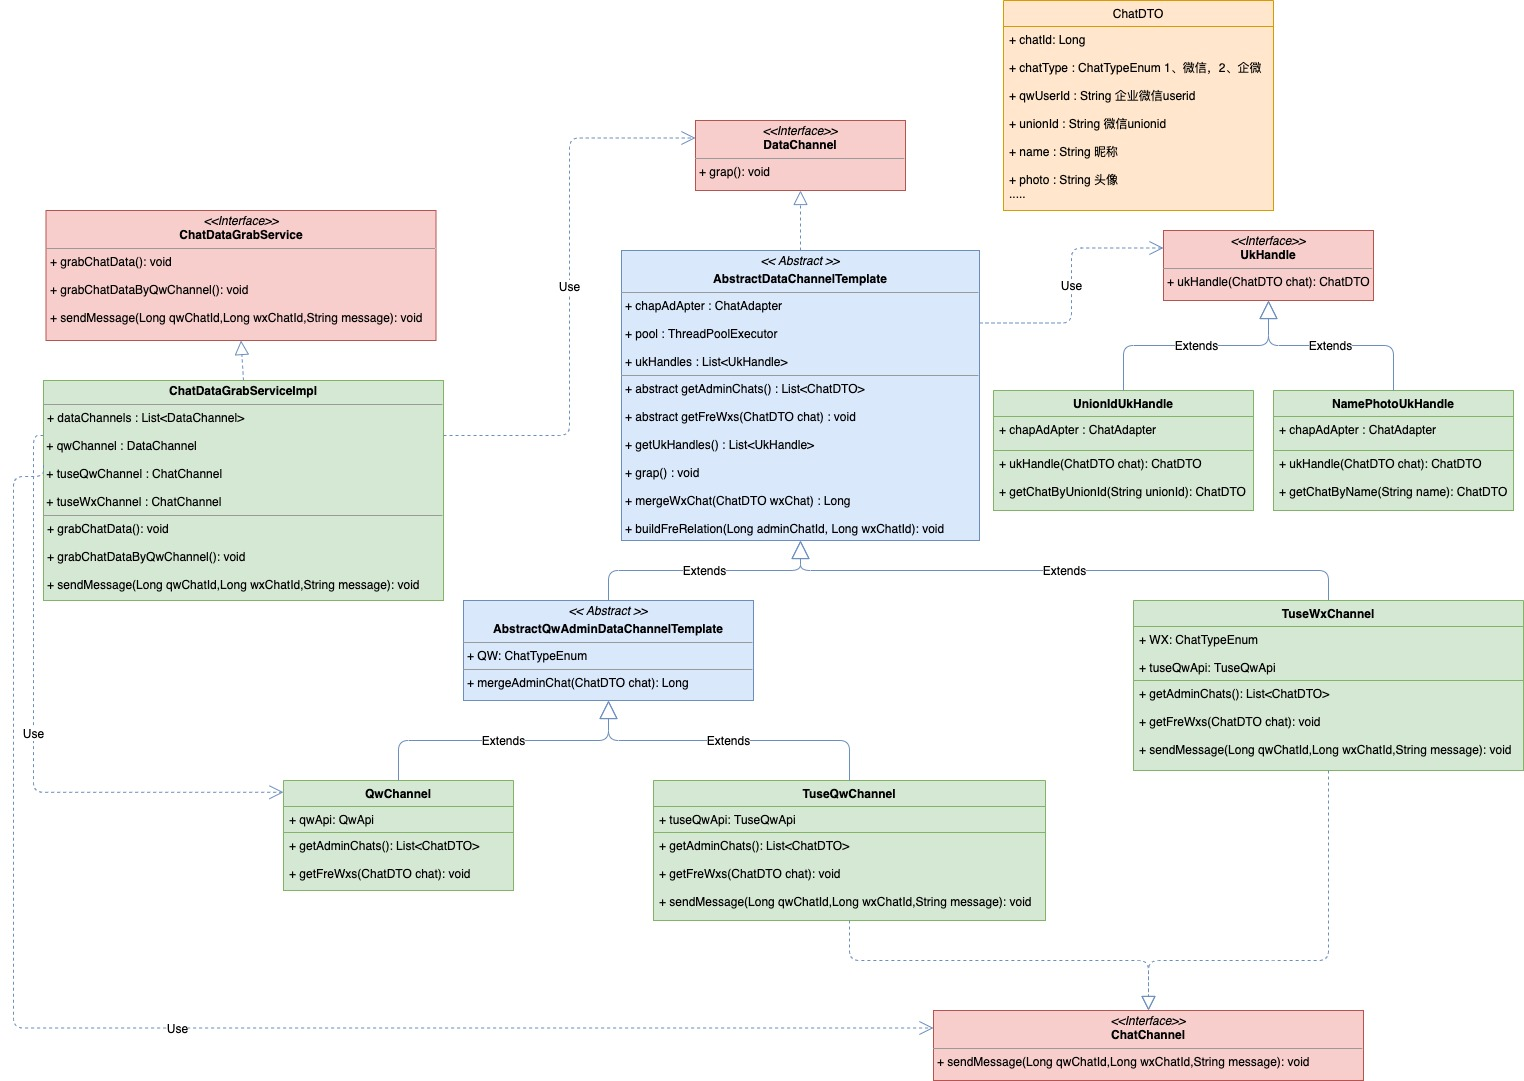 ChatDTO
+ chatId: Long
+ chatType : ChatTypeEnum 1、微信，2、企微
+ qwUserId : String 企业微信userid
+ unionId : String 微信unionid
+ name : String 昵称
+ photo : String 头像
.....
<<Interface>>
DataChannel
+ grap(): void
<<Interface>>
ChatDataGrabService
+ grabChatData(): void
+ grabChatDataByQwChannel(): void
+ sendMessage(Long qwChatId,Long wxChatId,String message): void
Use
<< Abstract >>
AbstractDataChannelTemplate
+ chapAdApter : ChatAdapter
+ pool : ThreadPoolExecutor
+ ukHandles : List<UkHandle>
+ abstract getAdminChats() : List<ChatDTO>
+ abstract getFreWxs(ChatDTO chat) : void
+ getUkHandles() : List<UkHandle>
+ grap() : void
+ mergeWxChat(ChatDTO wxChat) : Long
+ buildFreRelation(Long adminChatId, Long wxChatId): void
Use
<<Interface>>
UkHandle
+ ukHandle(ChatDTO chat): ChatDTO
Extends
Extends
ChatDataGrabServiceImpl
+ dataChannels : List<DataChannel>
+ qwChannel : DataChannel
+ tuseQwChannel : ChatChannel
+ tuseWxChannel : ChatChannel
+ grabChatData(): void
+ grabChatDataByQwChannel(): void
+ sendMessage(Long qwChatId,Long wxChatId,String message): void
UnionIdUkHandle
+ chapAdApter : ChatAdapter
+ ukHandle(ChatDTO chat): ChatDTO
+ getChatByUnionId(String unionId): ChatDTO
NamePhotoUkHandle
+ chapAdApter : ChatAdapter
+ ukHandle(ChatDTO chat): ChatDTO
+ getChatByName(String name): ChatDTO
Extends
Extends
<< Abstract >>
AbstractQwAdminDataChannelTemplate
+ QW: ChatTypeEnum
+ mergeAdminChat(ChatDTO chat): Long
TuseWxChannel
+ WX: ChatTypeEnum
+ tuseQwApi: TuseQwApi
+ getAdminChats(): List<ChatDTO>
+ getFreWxs(ChatDTO chat): void
+ sendMessage(Long qwChatId,Long wxChatId,String message): void
Use
Extends
Extends
QwChannel
+ qwApi: QwApi
+ getAdminChats(): List<ChatDTO>
+ getFreWxs(ChatDTO chat): void
TuseQwChannel
+ tuseQwApi: TuseQwApi
+ getAdminChats(): List<ChatDTO>
+ getFreWxs(ChatDTO chat): void
+ sendMessage(Long qwChatId,Long wxChatId,String message): void
Use
<<Interface>>
ChatChannel
+ sendMessage(Long qwChatId,Long wxChatId,String message): void